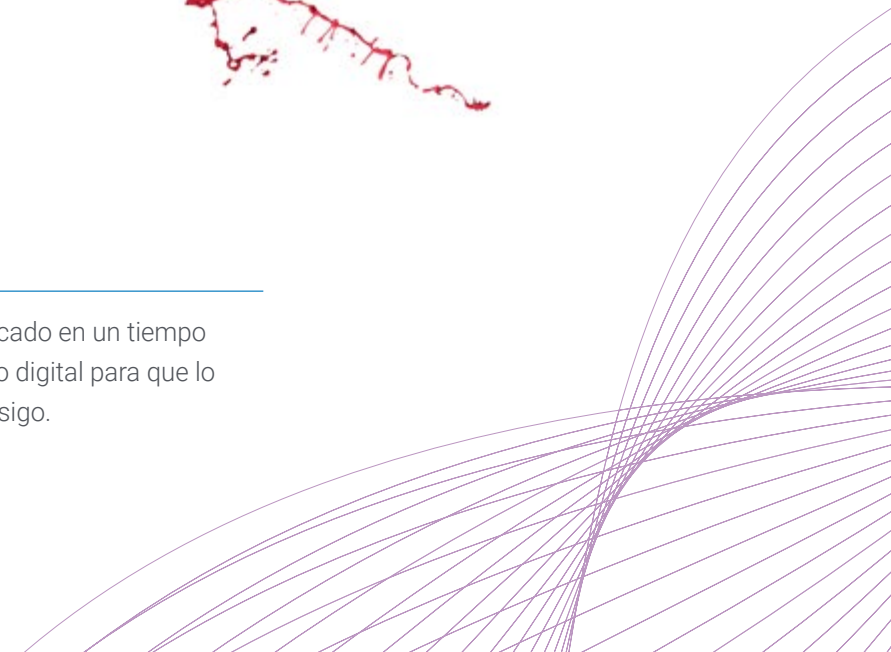 cado en un tiempo
o digital para que lo
sigo.